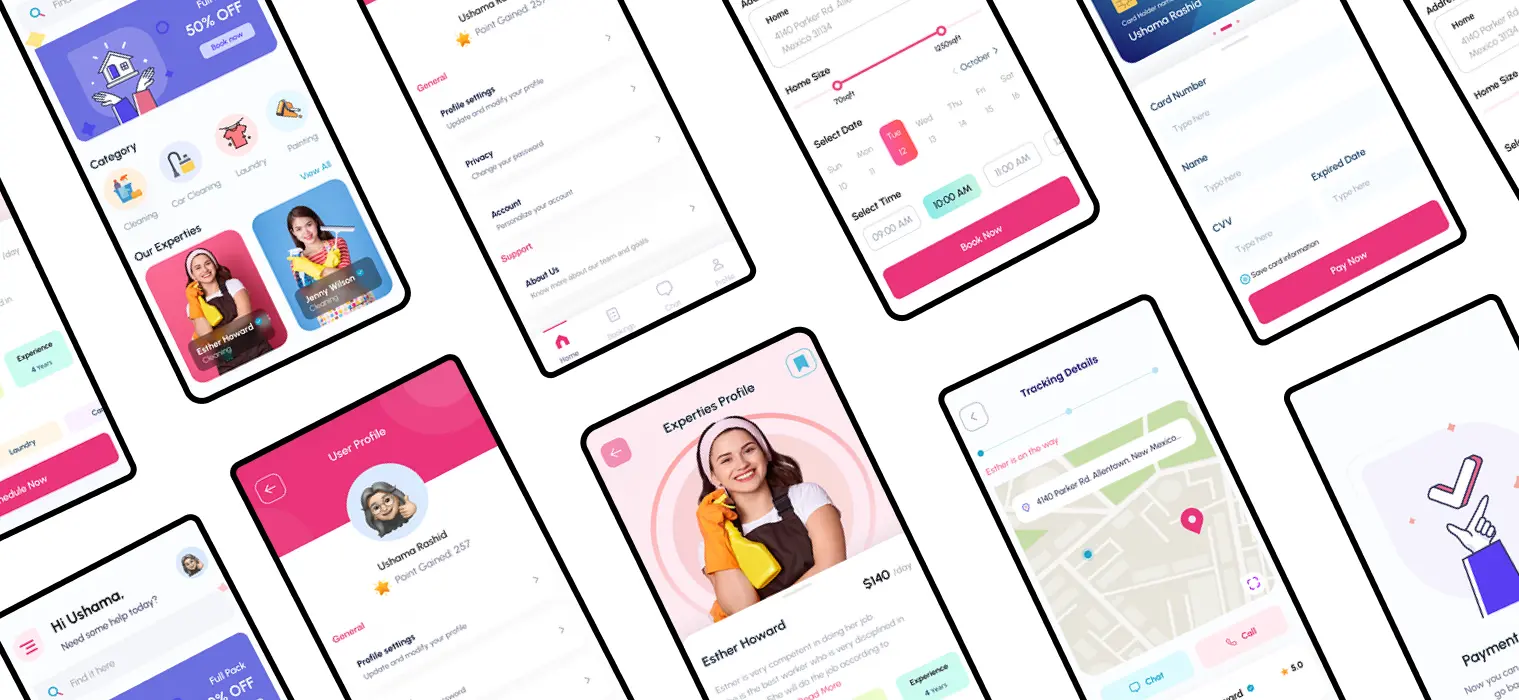 Find
Full
50% OFF
Book now
Category
Cleaning
Car Cleaning
Laundry
Painting
View All
Our Experties
Esther Howard
Cleaning
Jenny Wilson
Cleaning
/day
Experience
4 Years
Laundry
Schedule Now
Ushama Rashid
Point Gained: 257
General
Profile settings
Update and modify your profile
Privacy
Change your password
Account
Personalize your account
Support
About Us
Know more about our team and goals
Home
Bookings
Chat
Profile
Home
4140 Parker Rd. Allentown
Mexico 31134
Home Size
70sqft
1250sqft
Select Date
October
Sun Mon Tue Wed Thu Fri Sat
10 11 12 13 14 15 16
Select Time
09:00 AM
10:00 AM
11:00 AM
Book Now
Card Holder name
Ushama Rashid
Card Number
Type here
Name
Type here
Expired Date
Type here
CVV
Type here
Save card information
Pay Now
Address
Home
4140 Parker Rd.
Mexico 31134
Home Size
Hi Ushama,
Need some help today?
Find it here
Full Pack
OFF
User Profile
Ushama Rashid
Point Gained: 257
General
Profile settings
Update and modify your profile
password
Experties Profile
Esther Howard
$140 /day
Esther is very competent in doing her job
she is the best worker who is very discplined in
She will do the job according to
Read More
Experience
4 Years
Tracking Details
Esther is on the way
4140 Parker Rd. Allentown, New Mexico...
Chat
Call
5.0
Payment
Now you can